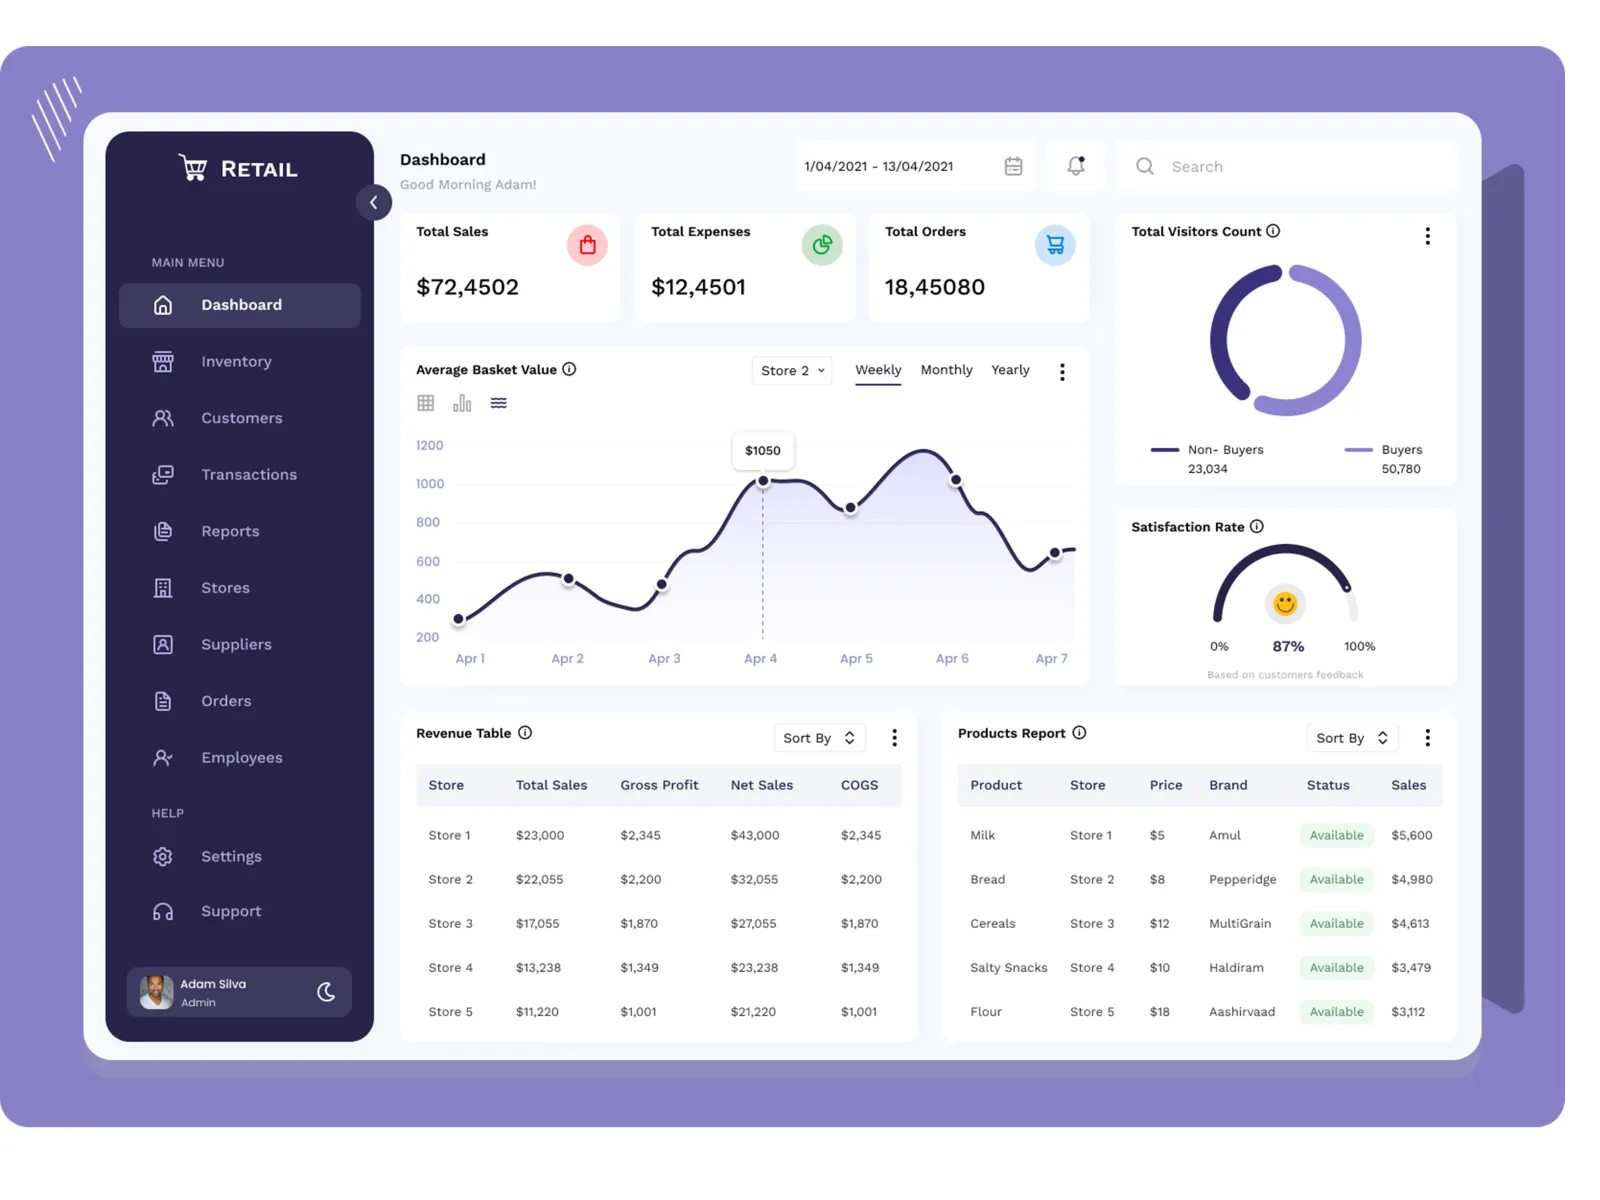 RETAIL
MAIN MENU
Dashboard
Inventory
Customers
Transactions
Reports
Stores
Suppliers
Orders
Employees
HELP
Settings
Support
Adam Silva
Admin
Dashboard
Good Morning Adam!
1/04/2021 - 13/04/2021
Search
Total Sales
$72,4502
Total Expenses
$12,4501
Total Orders
18,45080
Total Visitors Count
Non- Buyers
23,034
Buyers
50,780
Average Basket Value
Store 2
Weekly Monthly Yearly
$1050
1200
1000
800
600
400
200
Apr 1 Apr 2 Apr 3 Apr 4 Apr 5 Apr 6 Apr 7
Satisfaction Rate
0% 87% 100%
Based on customers feedback
Revenue Table
Sort By
Store Total Sales Gross Profit Net Sales COGS
Store 1 $23,000 $2,345 $43,000 $2,345
Store 2 $22,055 $2,200 $32,055 $2,200
Store 3 $17,055 $1,870 $27,055 $1,870
Store 4 $13,238 $1,349 $23,238 $1,349
Store 5 $11,220 $1,001 $21,220 $1,001
Products Report
Sort By
Product Store Price Brand Status Sales
Milk Store 1 $5 Amul Available $5,600
Bread Store 2 $8 Pepperidge Available $4,980
Cereals Store 3 $12 MultiGrain Available $4,613
Salty Snacks Store 4 $10 Haldiram Available $3,479
Flour Store 5 $18 Aashirvaad Available $3,112